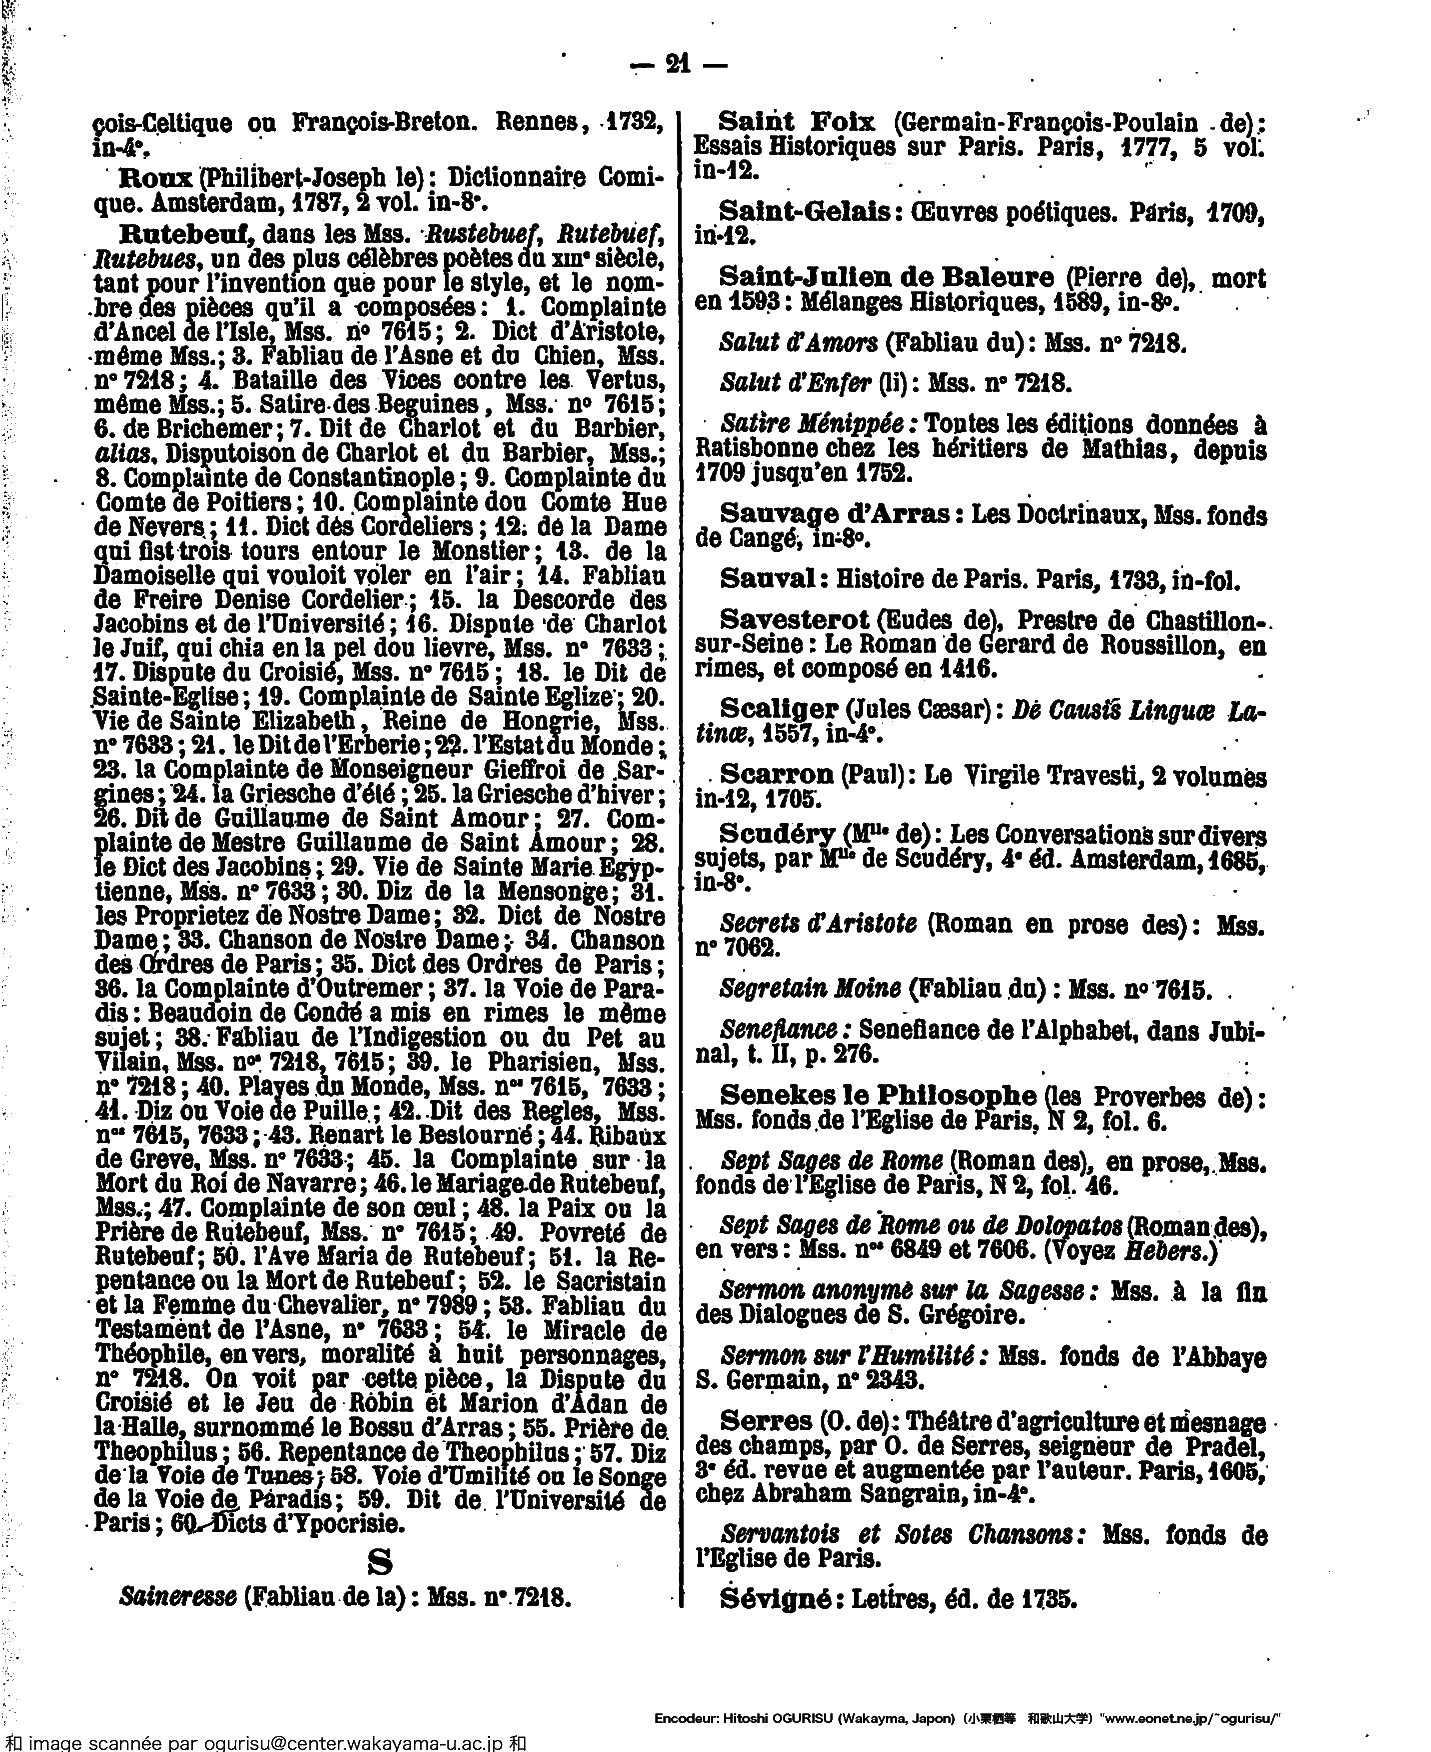 — 21 —
çois-Celtique ou François-Breton. Rennes, 1732,
in-4°.
Roux (Philibert-Joseph le) : Dictionnaire Comi-
que. Amsterdam, 1787, 2 vol. in-8°.
Rutebeuf, dans les Mss. Rustebuef, Rutebuef,
Rutebues, un des plus célèbres poètes du XIIIe siècle,
tant pour l'invention que pour le style, et le nom-
bre des pièces qu'il a composées : 1. Complainte
d'Ancel de l'Isle, Mss. no 7615 ; 2. Dict d'Aristote,
même Mss.; 3. Fabliau de l'Asne et du Chien, Mss.
n° 7218 ; 4. Bataille des Vices contre les Vertus,
même Mss.; 5. Satire des Beguines, Mss. no 7615 ;
6. de Brichemer ; 7. Dit de Charlot et du Barbier,
alias, Disputoison de Charlot et du Barbier, Mss.;
8. Complainte de Constantinople ; 9. Complainte du
Comte de Poitiers ; 10. Complainte dou Comte Hue
de Nevers ; 11. Dict des Cordeliers ; 12. de la Dame
qui fist trois tours entour le Monstier ; 13. de la
Damoiselle qui vouloit voler en l'air ; 14. Fabliau
de Freire Denise Cordelier ; 15. la Descorde des
Jacobins et de l'Université ; 16. Dispute de Charlot
le Juif, qui chia en la pel dou lievre, Mss. n° 7633 ;
17. Dispute du Croisié, Mss. n° 7615 ; 18. le Dit de
Sainte-Eglise ; 19. Complainte de Sainte Eglize ; 20.
Vie de Sainte Elizabeth, Reine de Hongrie, Mss.
n° 7633 ; 21. le Dit de l'Erberie ; 22. l'Estat du Monde ;
23. la Complainte de Monseigneur Gieffroi de Sar-
gines ; 24. la Griesche d'été ; 25. la Griesche d'hiver ;
26. Dit de Guillaume de Saint Amour ; 27. Com-
plainte de Mestre Guillaume de Saint Amour ; 28.
le Dict des Jacobins ; 29. Vie de Sainte Marie Egyp-
tienne, Mss. n° 7633 ; 30. Diz de la Mensonge ; 31.
les Proprietez de Nostre Dame ; 32. Dict de Nostre
Dame ; 33. Chanson de Nostre Dame ; 34. Chanson
des Ordres de Paris ; 35. Dict des Ordres de Paris ;
36. la Complainte d'Outremer ; 37. la Voie de Para-
dis : Beaudoin de Condé a mis en rimes le même
sujet ; 38. Fabliau de l'Indigestion ou du Pet au
Vilain, Mss. nos 7218, 7615 ; 39. le Pharisien, Mss.
n° 7218 ; 40. Playes du Monde, Mss. nos 7615, 7633 ;
41. Diz ou Voie de Puille ; 42. Dit des Regles, Mss.
nos 7615, 7633 ; 43. Renart le Bestourné ; 44. Ribaux
de Greve, Mss. n° 7633 ; 45. la Complainte sur la
Mort du Roi de Navarre ; 46. le Mariage de Rutebeuf,
Mss.; 47. Complainte de son œul ; 48. la Paix ou la
Prière de Rutebeuf, Mss. n° 7615 ; 49. Povreté de
Rutebeuf ; 50. l'Ave Maria de Rutebeuf ; 51. la Re-
pentance ou la Mort de Rutebeuf ; 52. le Sacristain
et la Femme du Chevalier, n° 7989 ; 53. Fabliau du
Testament de l'Asne, n° 7633 ; 54. le Miracle de
Théophile, en vers, moralité à huit personnages,
n° 7218. On voit par cette pièce, la Dispute du
Croisié et le Jeu de Robin et Marion d'Adan de
la Halle, surnommé le Bossu d'Arras ; 55. Prière de
Theophilus ; 56. Repentance de Theophilus ; 57. Diz
de la Voie de Tunes ; 58. Voie d'Umilité ou le Songe
de la Voie de Paradis ; 59. Dit de l'Université de
Paris ; 60. Dicts d'Ypocrisie.
S
Saineresse (Fabliau de la) : Mss. n° 7218.
Saint Foix (Germain-François-Poulain de) :
Essais Historiques sur Paris. Paris, 1777, 5 vol.
in-12.
Saint-Gelais : Œuvres poétiques. Paris, 1709,
in-12.
Saint-Julien de Baleure (Pierre de), mort
en 1593 : Mélanges Historiques, 1589, in-8o.
Salut d'Amors (Fabliau du) : Mss. no 7218.
Salut d'Enfer (li) : Mss. no 7218.
Satire Ménippée : Toutes les éditions données à
Ratisbonne chez les héritiers de Mathias, depuis
1709 jusqu'en 1752.
Sauvage d'Arras : Les Doctrinaux, Mss. fonds
de Cangé, in-8o.
Sauval : Histoire de Paris. Paris, 1733, in-fol.
Savesterot (Eudes de), Prestre de Chastillon-
sur-Seine : Le Roman de Gerard de Roussillon, en
rimes, et composé en 1416.
Scaliger (Jules Cæsar) : De Causis Linguæ La-
tinæ, 1557, in-4°.
Scarron (Paul) : Le Virgile Travesti, 2 volumes
in-12, 1705.
Scudéry (Mlle de) : Les Conversations sur divers
sujets, par Mlle de Scudéry, 4e éd. Amsterdam, 1685,
in-8°.
Secrets d'Aristote (Roman en prose des) : Mss.
n° 7062.
Segretain Moine (Fabliau du) : Mss. no 7615.
Senefiance : Senefiance de l'Alphabet, dans Jubi-
nal, t. II, p. 276.
Senekes le Philosophe (les Proverbes de) :
Mss. fonds de l'Eglise de Paris, N 2, fol. 6.
Sept Sages de Rome (Roman des), en prose, Mss.
fonds de l'Eglise de Paris, N 2, fol. 46.
Sept Sages de Rome ou de Dolopatos (Roman des),
en vers : Mss. nos 6849 et 7606. (Voyez Hebers.)
Sermon anonyme sur la Sagesse : Mss. à la fin
des Dialogues de S. Grégoire.
Sermon sur l'Humilité : Mss. fonds de l'Abbaye
S. Germain, n° 2343.
Serres (O. de) : Théâtre d'agriculture et mesnage
des champs, par O. de Serres, seigneur de Pradel,
3e éd. revue et augmentée par l'auteur. Paris, 1605,
chez Abraham Sangrain, in-4°.
Servantois et Sotes Chansons : Mss. fonds de
l'Eglise de Paris.
Sévigné : Lettres, éd. de 1735.
Encodeur: Hitoshi OGURISU (Wakayma, Japon) (小栗栖等 和歌山大学) "www.eonet.ne.jp/~ogurisu/"
和 image scannée par ogurisu@center.wakayama-u.ac.jp 和